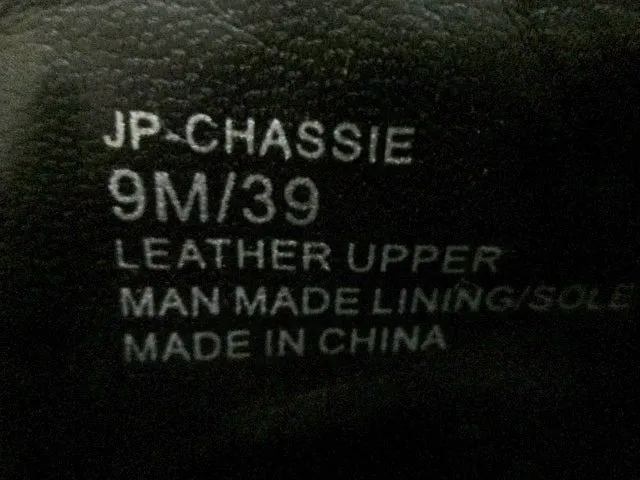 JP-CHASSIE
9M/39
LEATHER UPPER
MAN MADE LINING/SOLE
MADE IN CHINA